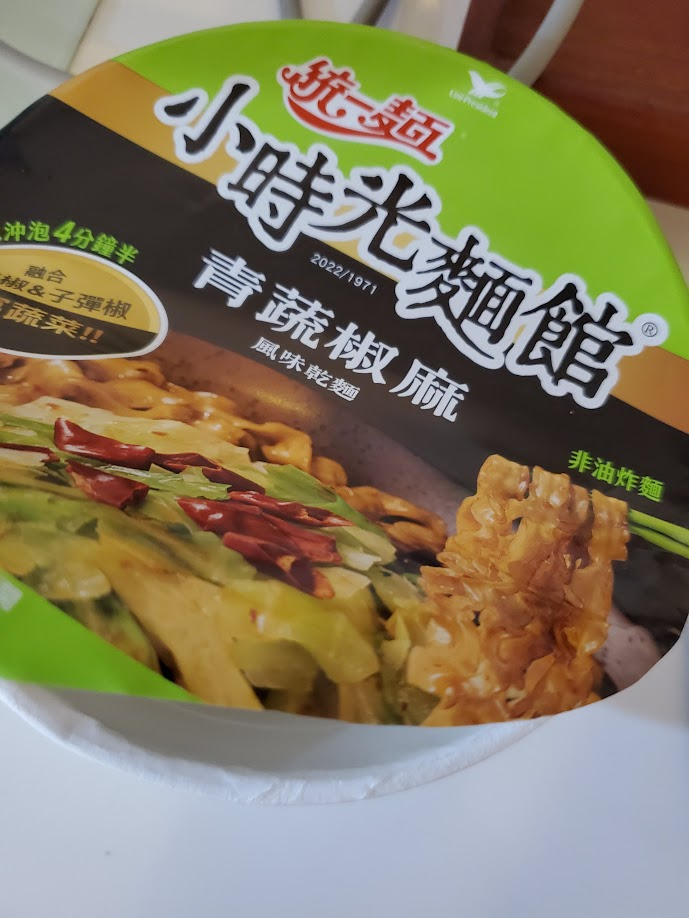 統一麵
Uni-President
小時光麵館®
2022/1971
青蔬椒麻
風味乾麵
沖泡4分鐘半
融合
椒&子彈椒
蔬菜!!
非油炸麵